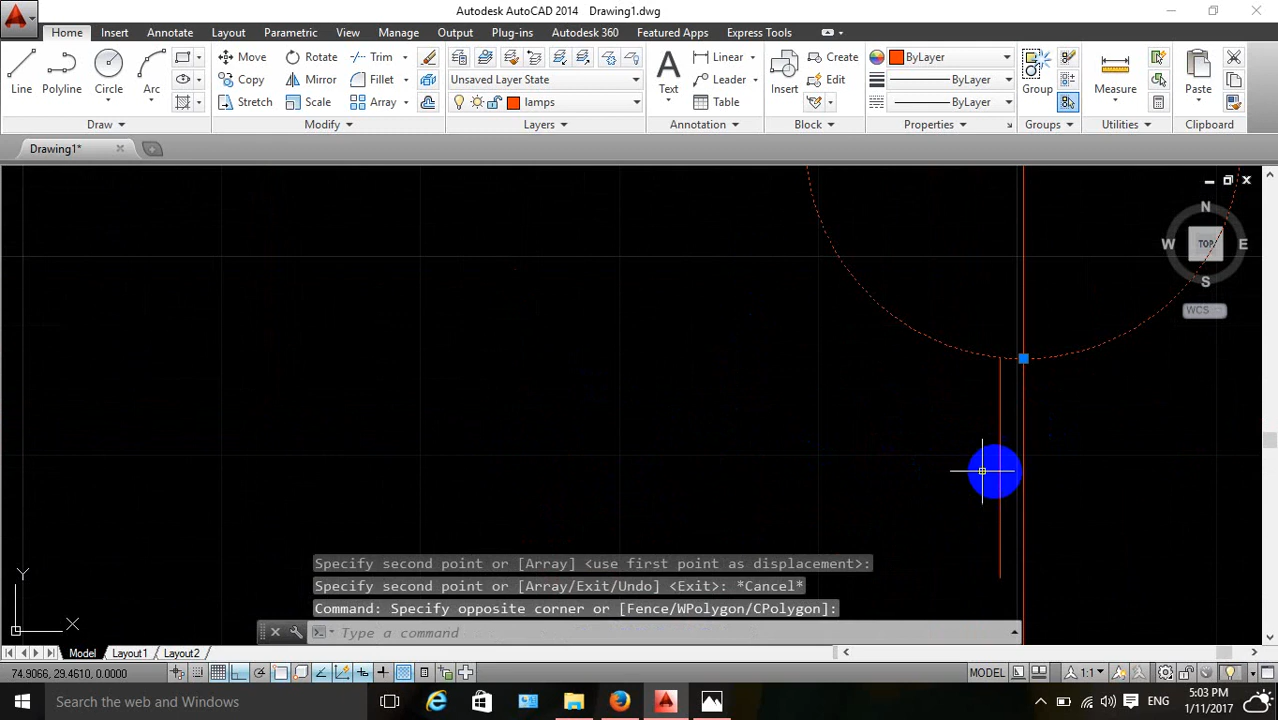 Autodesk AutoCAD 2014 Drawing1.dwg
Home Insert Annotate Layout Parametric View Manage Output Plug-ins Autodesk 360 Featured Apps Express Tools
Line Polyline Circle Arc
Move Rotate Trim
Copy Mirror Fillet
Stretch Scale Array
Unsaved Layer State
lamps
Text
Linear
Leader
Table
Insert
Create
Edit
ByLayer
ByLayer
ByLayer
Group
Measure
Paste
Draw Modify Layers Annotation Block Properties Groups Utilities Clipboard
Drawing1*
N
W TOP E
S
WCS
Specify second point or [Array] <use first point as displacement>:
Specify second point or [Array/Exit/Undo] <Exit>: *Cancel*
Command: Specify opposite corner or [Fence/WPolygon/CPolygon]:
Type a command
Y
X
Model Layout1 Layout2
74.9066, 29.4610, 0.0000 MODEL 1:1
Search the web and Windows
ENG
5:03 PM
1/11/2017